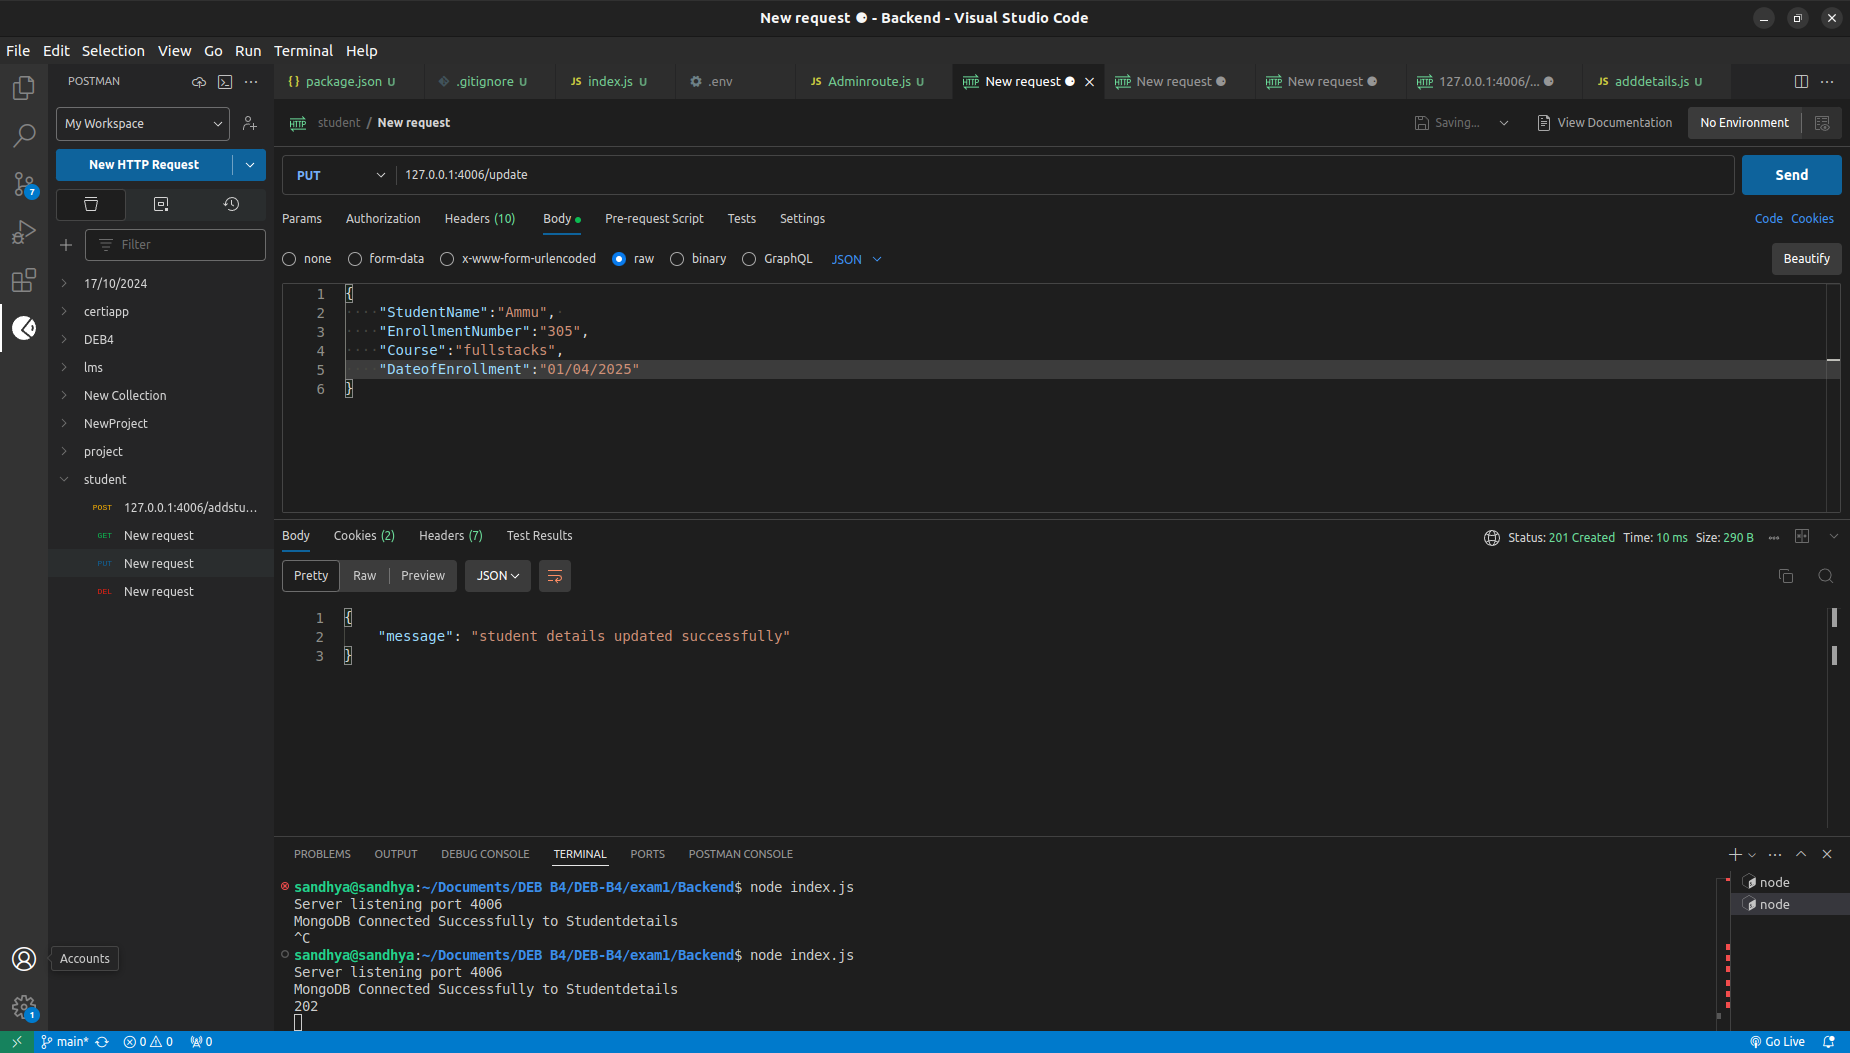 New request - Backend - Visual Studio Code
File Edit Selection View Go Run Terminal Help
POSTMAN
package.json U .gitignore U JS index.js U .env JS Adminroute.js U HTTP New request HTTP New request HTTP New request HTTP 127.0.0.1:4006/... JS adddetails.js U
My Workspace
HTTP student / New request Saving... View Documentation No Environment
New HTTP Request
PUT 127.0.0.1:4006/update Send
Params Authorization Headers (10) Body Pre-request Script Tests Settings Code Cookies
Filter
none form-data x-www-form-urlencoded raw binary GraphQL JSON Beautify
17/10/2024
certiapp
DEB4
lms
New Collection
NewProject
project
student
POST 127.0.0.1:4006/addstu...
GET New request
PUT New request
DEL New request
1 {
2 "StudentName":"Ammu",
3 "EnrollmentNumber":"305",
4 "Course":"fullstacks",
5 "DateofEnrollment":"01/04/2025"
6 }
Body Cookies (2) Headers (7) Test Results Status: 201 Created Time: 10 ms Size: 290 B
Pretty Raw Preview JSON
1 {
2 "message": "student details updated successfully"
3 }
PROBLEMS OUTPUT DEBUG CONSOLE TERMINAL PORTS POSTMAN CONSOLE
sandhya@sandhya:~/Documents/DEB B4/DEB-B4/exam1/Backend$ node index.js
Server listening port 4006
MongoDB Connected Successfully to Studentdetails
^C
sandhya@sandhya:~/Documents/DEB B4/DEB-B4/exam1/Backend$ node index.js
Server listening port 4006
MongoDB Connected Successfully to Studentdetails
202
node
node
7
Accounts
1
main* 0 0 0 Go Live